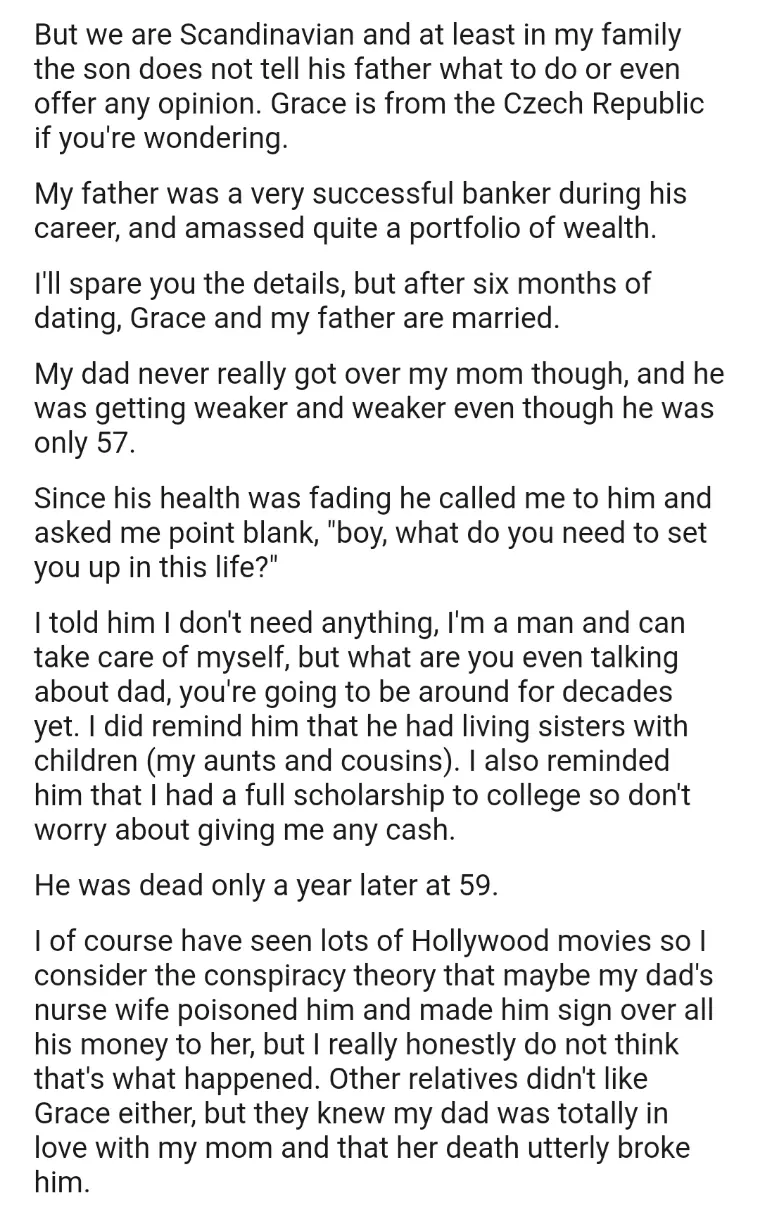 But we are Scandinavian and at least in my family
the son does not tell his father what to do or even
offer any opinion. Grace is from the Czech Republic
if you're wondering.
My father was a very successful banker during his
career, and amassed quite a portfolio of wealth.
I'll spare you the details, but after six months of
dating, Grace and my father are married.
My dad never really got over my mom though, and he
was getting weaker and weaker even though he was
only 57.
Since his health was fading he called me to him and
asked me point blank, "boy, what do you need to set
you up in this life?"
I told him I don't need anything, I'm a man and can
take care of myself, but what are you even talking
about dad, you're going to be around for decades
yet. I did remind him that he had living sisters with
children (my aunts and cousins). I also reminded
him that I had a full scholarship to college so don't
worry about giving me any cash.
He was dead only a year later at 59.
I of course have seen lots of Hollywood movies so I
consider the conspiracy theory that maybe my dad's
nurse wife poisoned him and made him sign over all
his money to her, but I really honestly do not think
that's what happened. Other relatives didn't like
Grace either, but they knew my dad was totally in
love with my mom and that her death utterly broke
him.